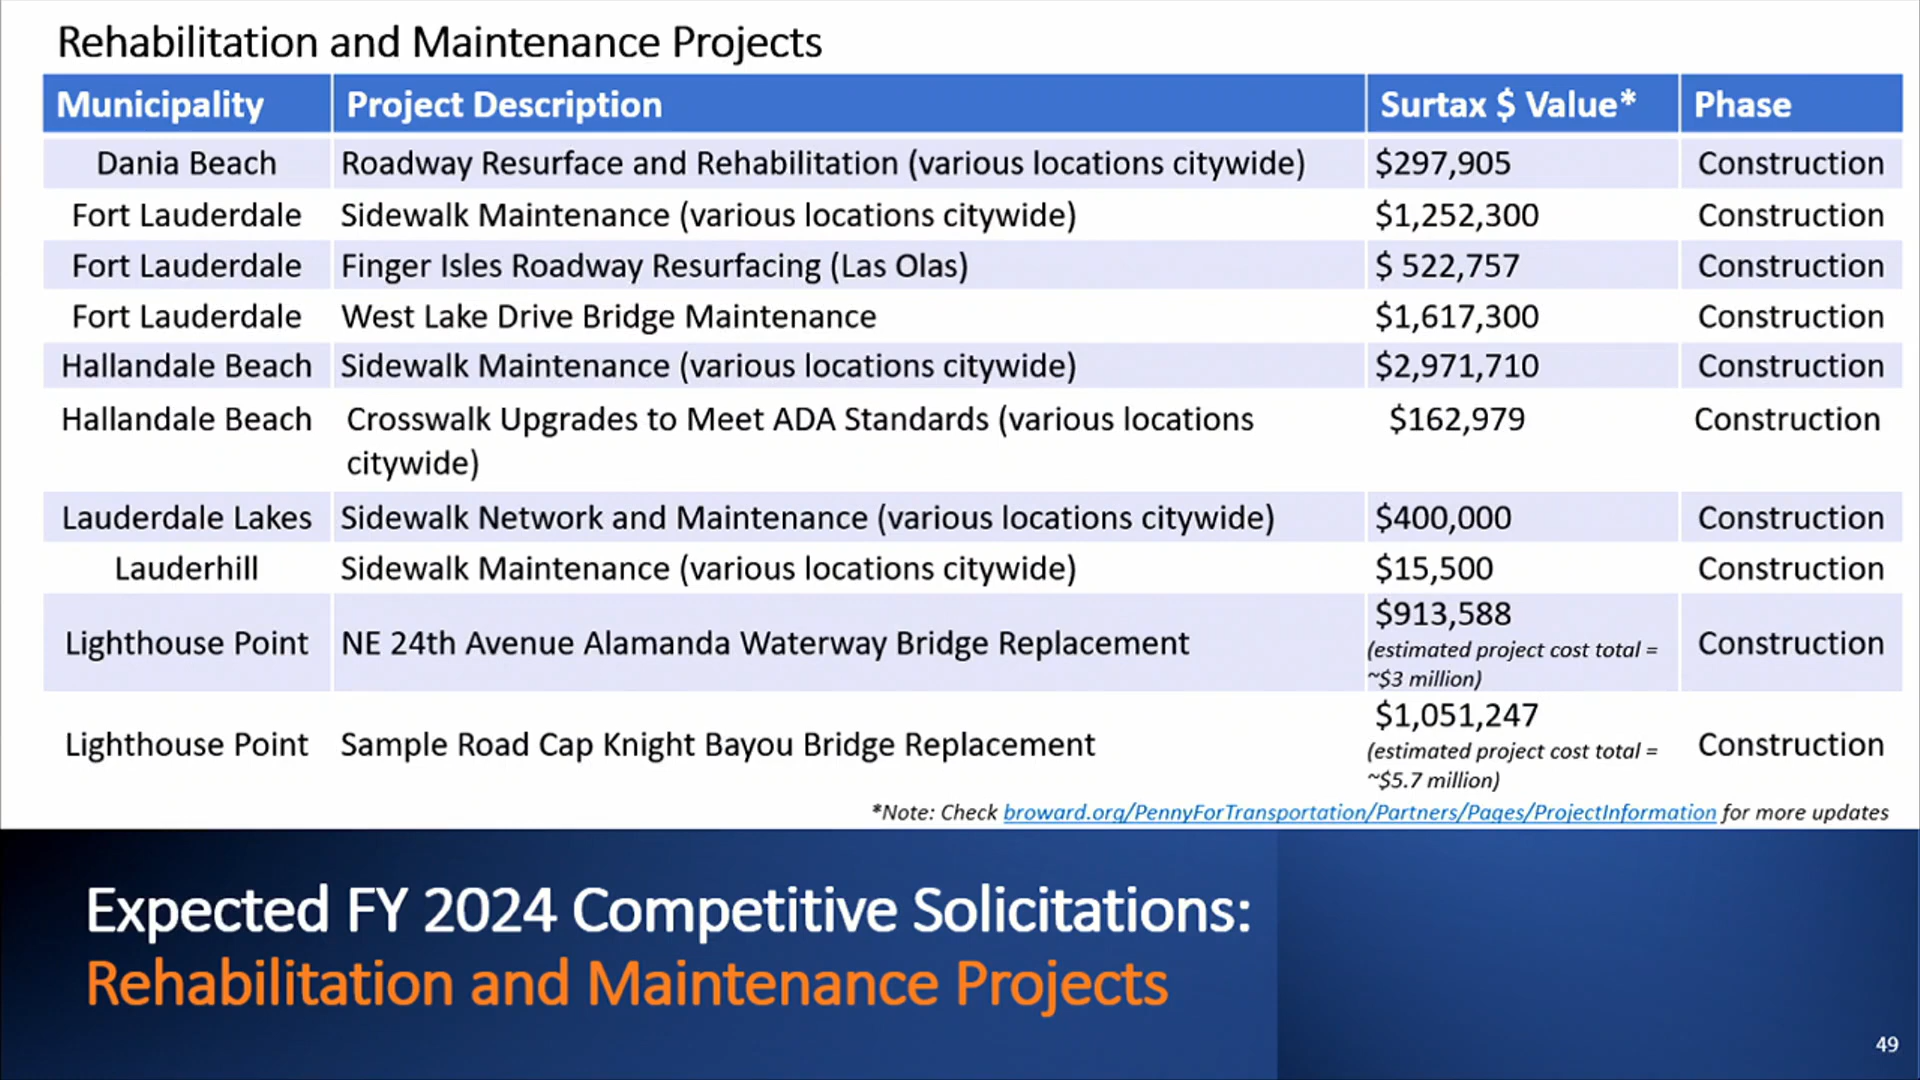 Rehabilitation and Maintenance Projects
Municipality Project Description Surtax $ Value* Phase
Dania Beach Roadway Resurface and Rehabilitation (various locations citywide) $297,905 Construction
Fort Lauderdale Sidewalk Maintenance (various locations citywide) $1,252,300 Construction
Fort Lauderdale Finger Isles Roadway Resurfacing (Las Olas) $ 522,757 Construction
Fort Lauderdale West Lake Drive Bridge Maintenance $1,617,300 Construction
Hallandale Beach Sidewalk Maintenance (various locations citywide) $2,971,710 Construction
Hallandale Beach Crosswalk Upgrades to Meet ADA Standards (various locations $162,979 Construction
citywide)
Lauderdale Lakes Sidewalk Network and Maintenance (various locations citywide) $400,000 Construction
Lauderhill Sidewalk Maintenance (various locations citywide) $15,500 Construction
Lighthouse Point NE 24th Avenue Alamanda Waterway Bridge Replacement $913,588 Construction
(estimated project cost total =
~$3 million)
Lighthouse Point Sample Road Cap Knight Bayou Bridge Replacement $1,051,247 Construction
(estimated project cost total =
~$5.7 million)
*Note: Check broward.org/PennyForTransportation/Partners/Pages/ProjectInformation for more updates
Expected FY 2024 Competitive Solicitations:
Rehabilitation and Maintenance Projects
49